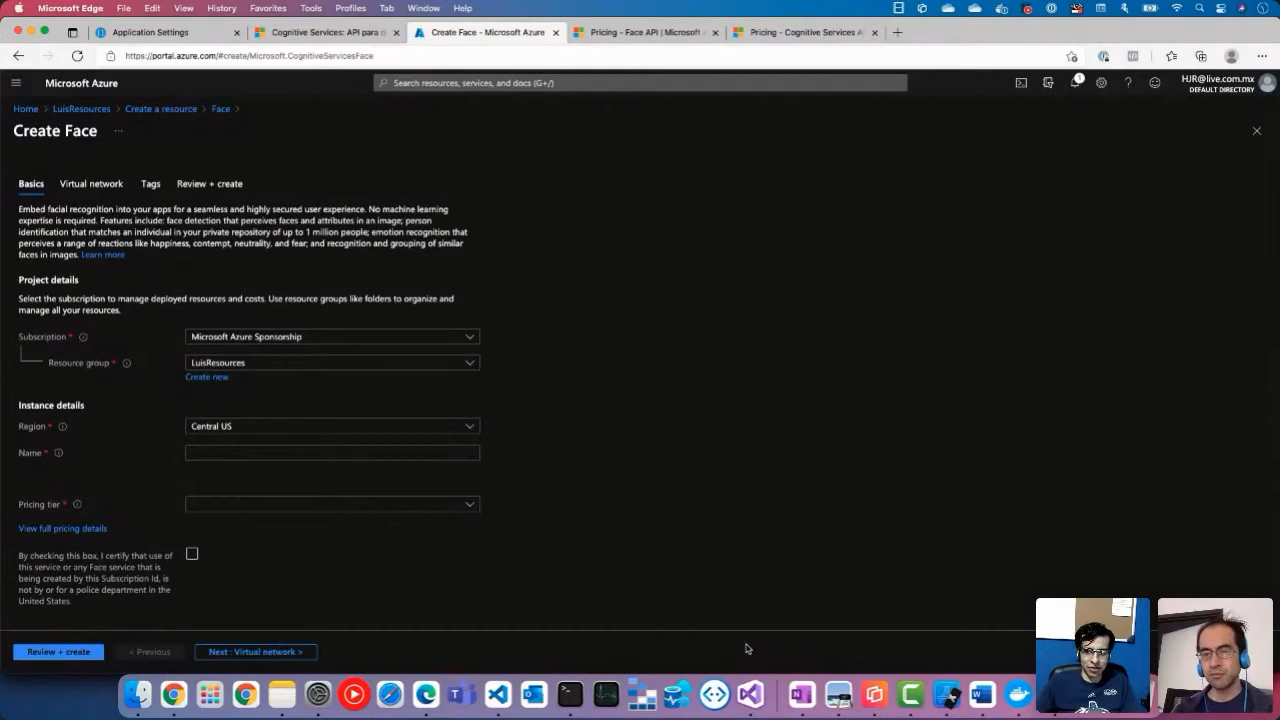 Microsoft Edge File Edit View History Favorites Tools Profiles Tab Window Help
Application Settings
Cognitive Services: API para d
Create Face - Microsoft Azure
Pricing - Face API | Microsoft
Pricing - Cognitive Services A
https://portal.azure.com/#create/Microsoft.CognitiveServicesFace
Microsoft Azure
Search resources, services, and docs (G+/)
1
HJR@live.com.mx
DEFAULT DIRECTORY
Home > LuisResources > Create a resource > Face >
Create Face ...
Basics Virtual network Tags Review + create
Embed facial recognition into your apps for a seamless and highly secured user experience. No machine learning
expertise is required. Features include: face detection that perceives faces and attributes in an image; person
identification that matches an individual in your private repository of up to 1 million people; emotion recognition that
perceives a range of reactions like happiness, contempt, neutrality, and fear; and recognition and grouping of similar
faces in images. Learn more
Project details
Select the subscription to manage deployed resources and costs. Use resource groups like folders to organize and
manage all your resources.
Subscription * Microsoft Azure Sponsorship
Resource group * LuisResources
Create new
Instance details
Region * Central US
Name *
Pricing tier *
View full pricing details
By checking this box, I certify that use of
this service or any Face service that is
being created by this Subscription Id, is
not by or for a police department in the
United States.
Review + create
< Previous
Next : Virtual network >